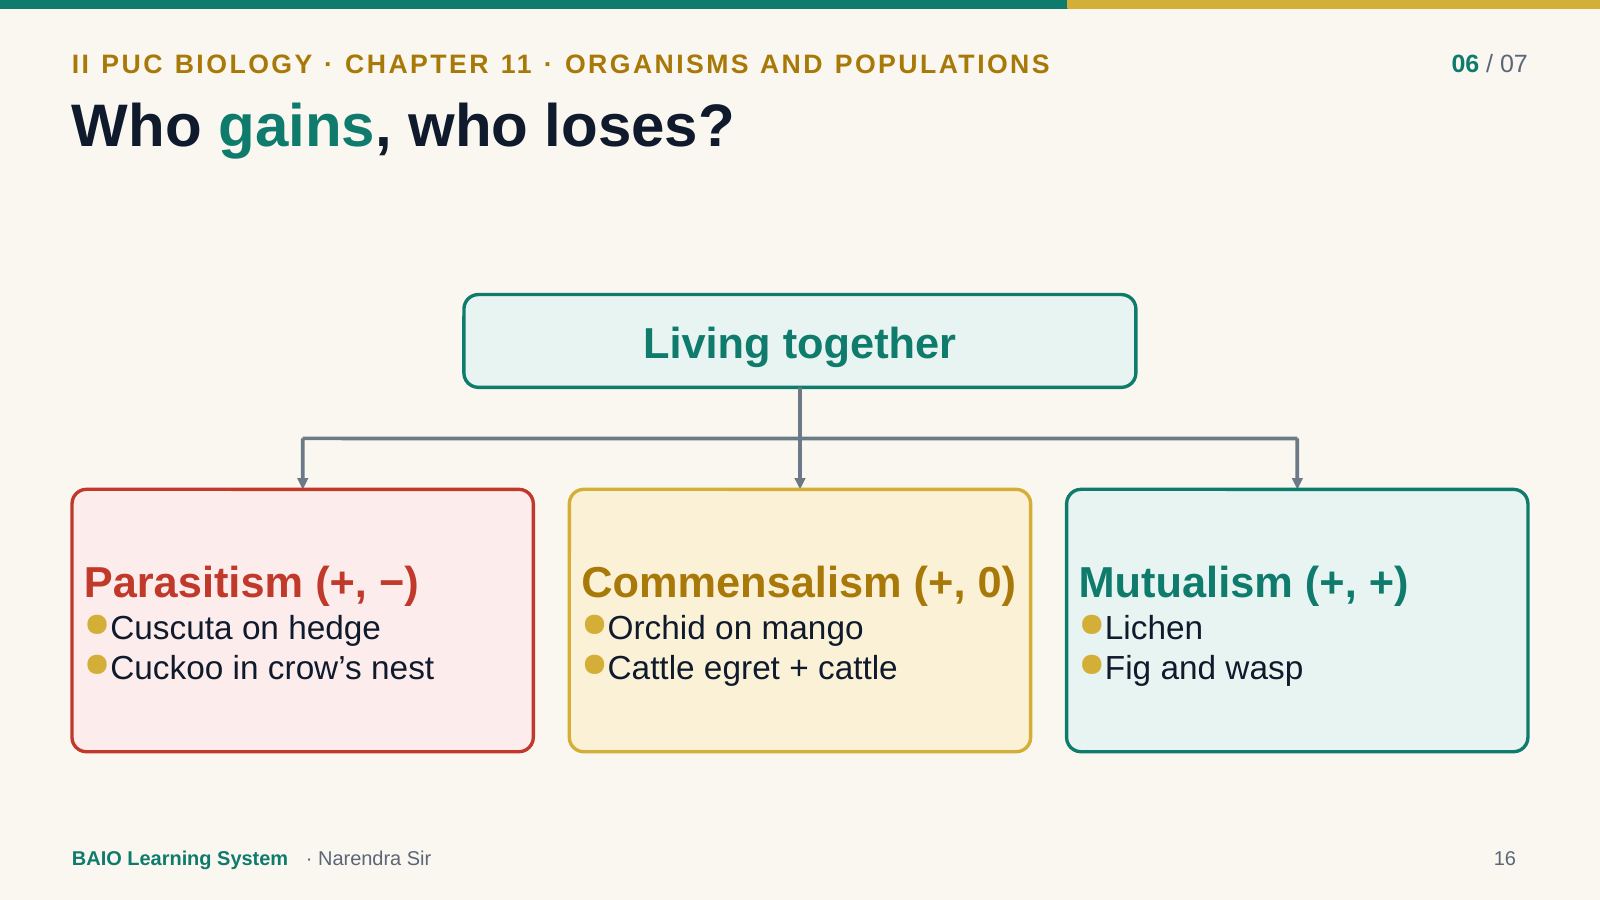 II PUC BIOLOGY · CHAPTER 11 · ORGANISMS AND POPULATIONS
06 / 07
Who gains, who loses?
Living together
Parasitism (+, −)
Cuscuta on hedge
Cuckoo in crow’s nest
Commensalism (+, 0)
Orchid on mango
Cattle egret + cattle
Mutualism (+, +)
Lichen
Fig and wasp
BAIO Learning System · Narendra Sir
16